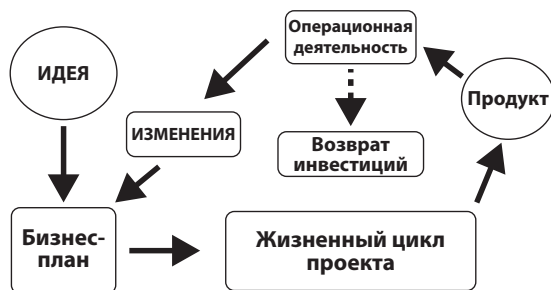 Операционная
деятельность
ИДЕЯ
Продукт
ИЗМЕНЕНИЯ
Возврат
инвестиций
Бизнес-
план
Жизненный цикл
проекта